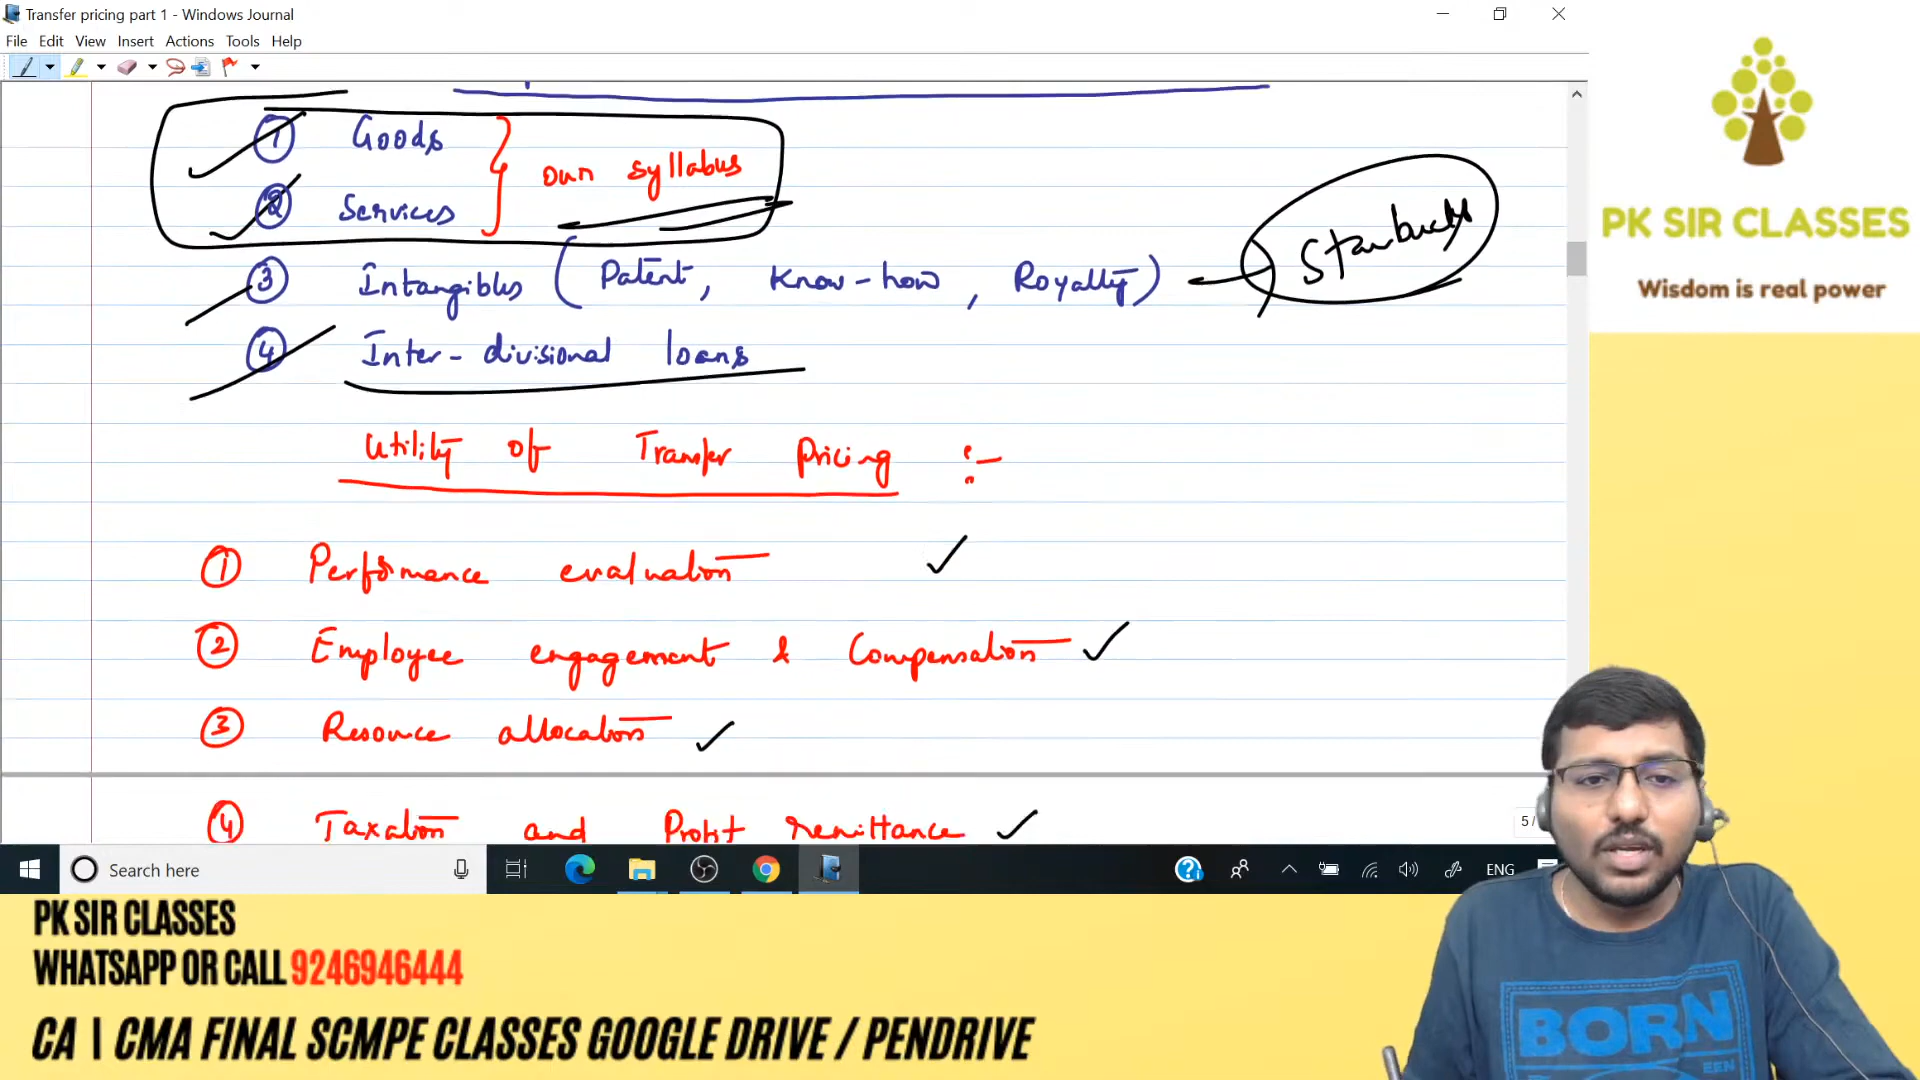 Transfer pricing part 1 - Windows Journal
File Edit View Insert Actions Tools Help
① Goods
our syllabus
② Services
③ Intangibles (Patent, Know-how, Royalty)
Starbucks
④ Inter-divisional loans
Utility of Transfer Pricing :-
① Performance evaluation
② Employee engagement & Compensation
③ Resource allocation
④ Taxation and Profit remittance
5/
Search here
ENG
PK SIR CLASSES
Wisdom is real power
PK SIR CLASSES
WHATSAPP OR CALL 9246946444
CA \ CMA FINAL SCMPE CLASSES GOOGLE DRIVE / PENDRIVE
BORN
EEN